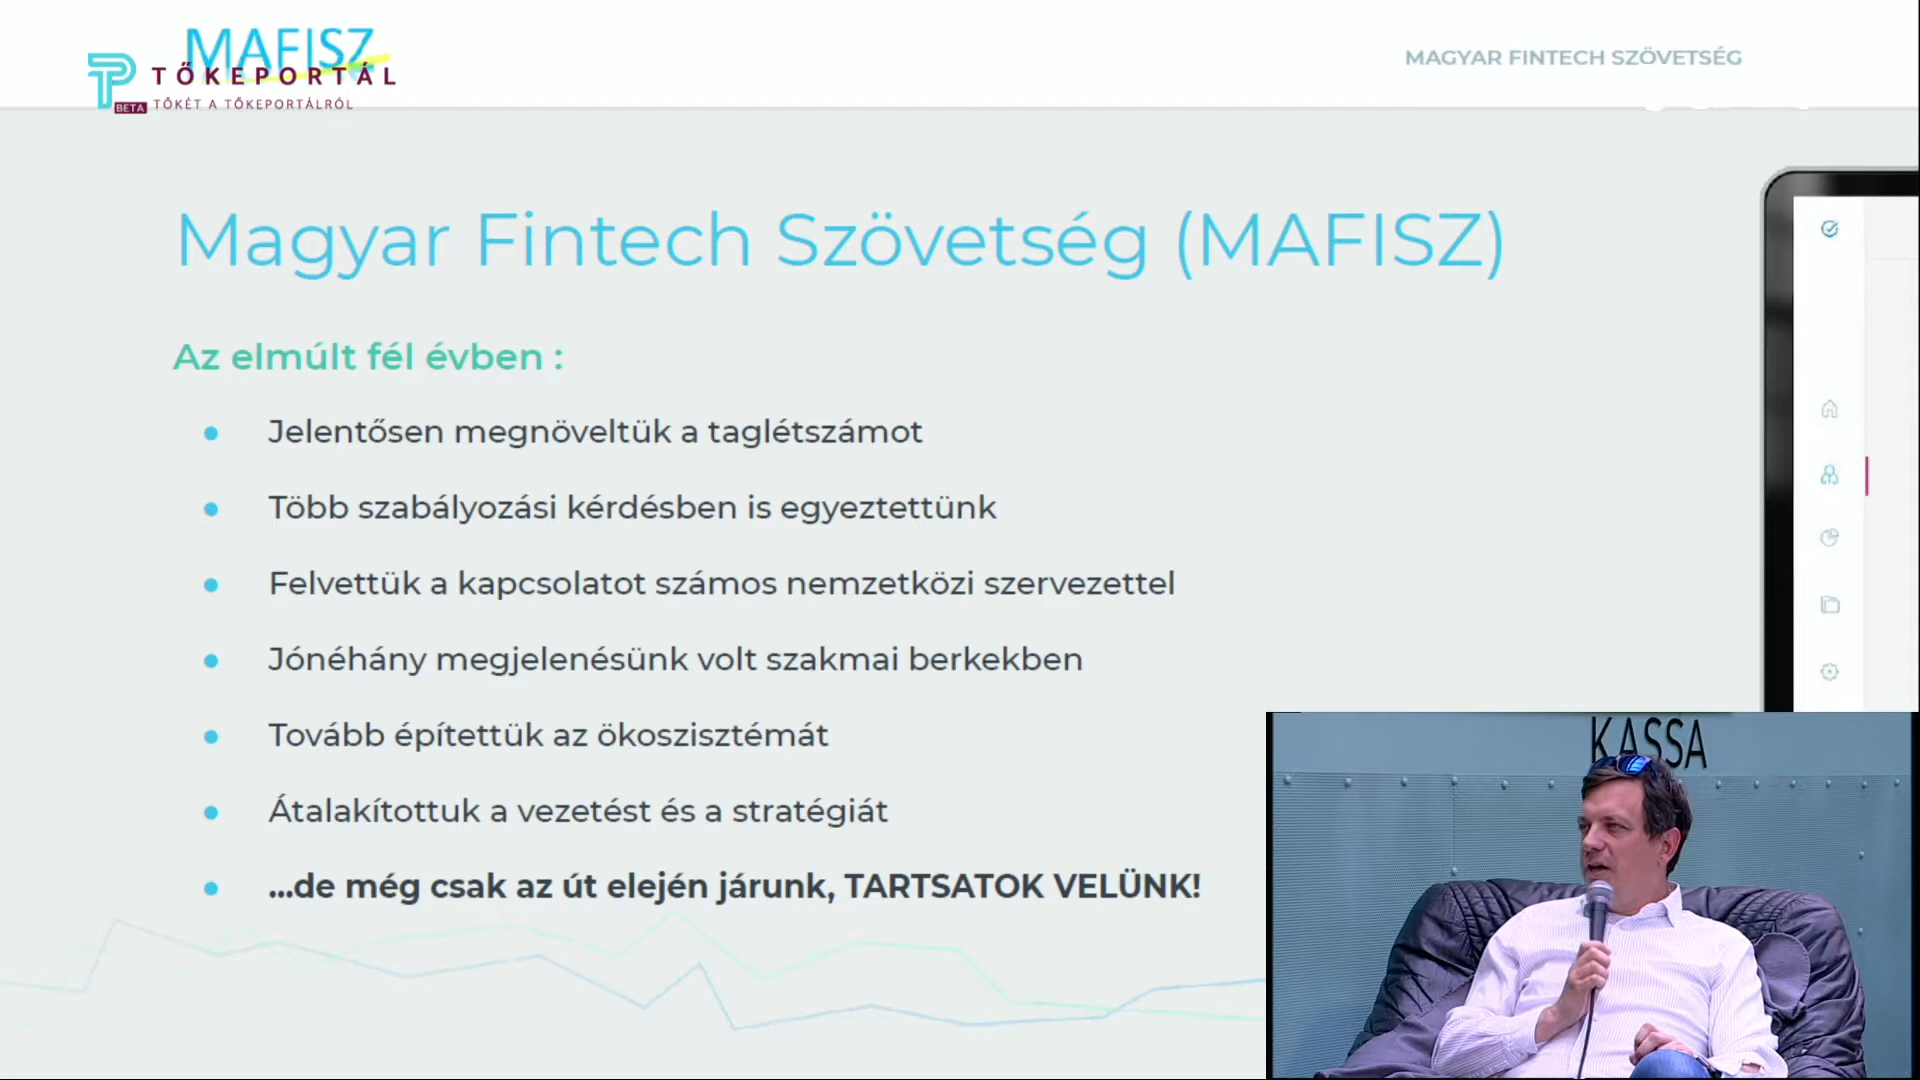 MAFISZ
TŐKEPORTÁL
BETA TŐKÉT A TŐKEPORTÁLRÓL
MAGYAR FINTECH SZÖVETSÉG
Magyar Fintech Szövetség (MAFISZ)
Az elmúlt fél évben :
Jelentősen megnöveltük a taglétszámot
Több szabályozási kérdésben is egyeztettünk
Felvettük a kapcsolatot számos nemzetközi szervezettel
Jónéhány megjelenésünk volt szakmai berkekben
Tovább építettük az ökoszisztémát
Átalakítottuk a vezetést és a stratégiát
...de még csak az út elején járunk, TARTSATOK VELÜNK!
KASSA